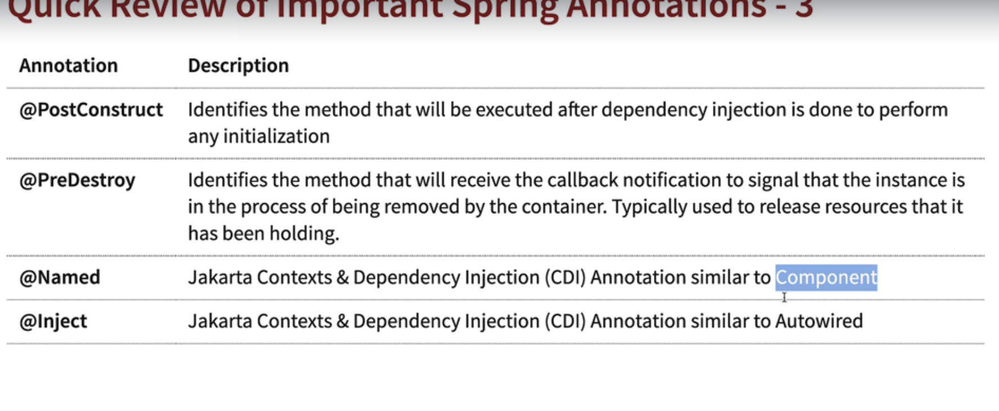 Quick Review of Important Spring Annotations - 3
Annotation Description
@PostConstruct Identifies the method that will be executed after dependency injection is done to perform
any initialization
@PreDestroy Identifies the method that will receive the callback notification to signal that the instance is
in the process of being removed by the container. Typically used to release resources that it
has been holding.
@Named Jakarta Contexts & Dependency Injection (CDI) Annotation similar to Component
@Inject Jakarta Contexts & Dependency Injection (CDI) Annotation similar to Autowired